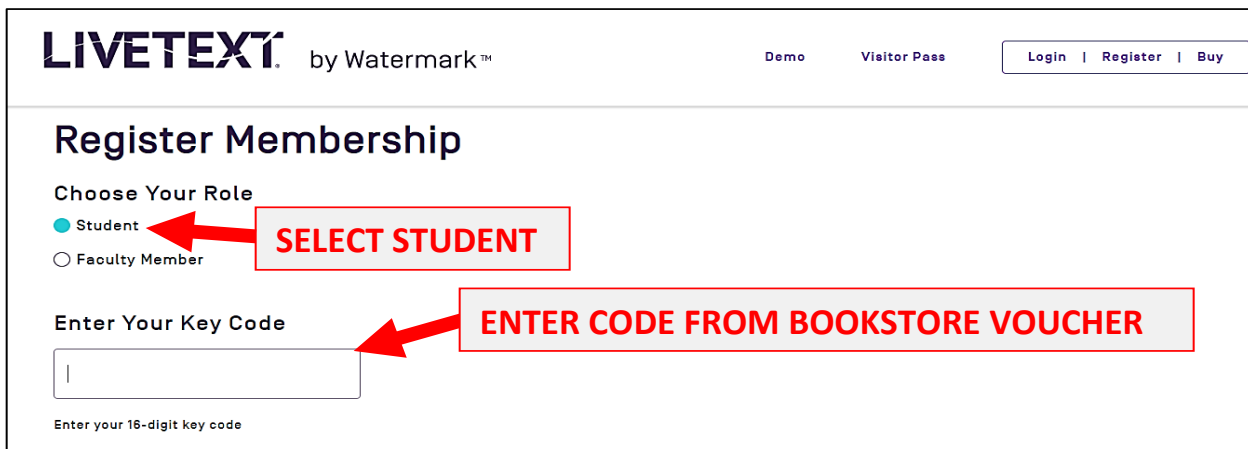 LIVETEXT. by Watermark™ Demo Visitor Pass Login | Register | Buy
Register Membership
Choose Your Role
Student
SELECT STUDENT
Faculty Member
Enter Your Key Code
ENTER CODE FROM BOOKSTORE VOUCHER
Enter your 16-digit key code